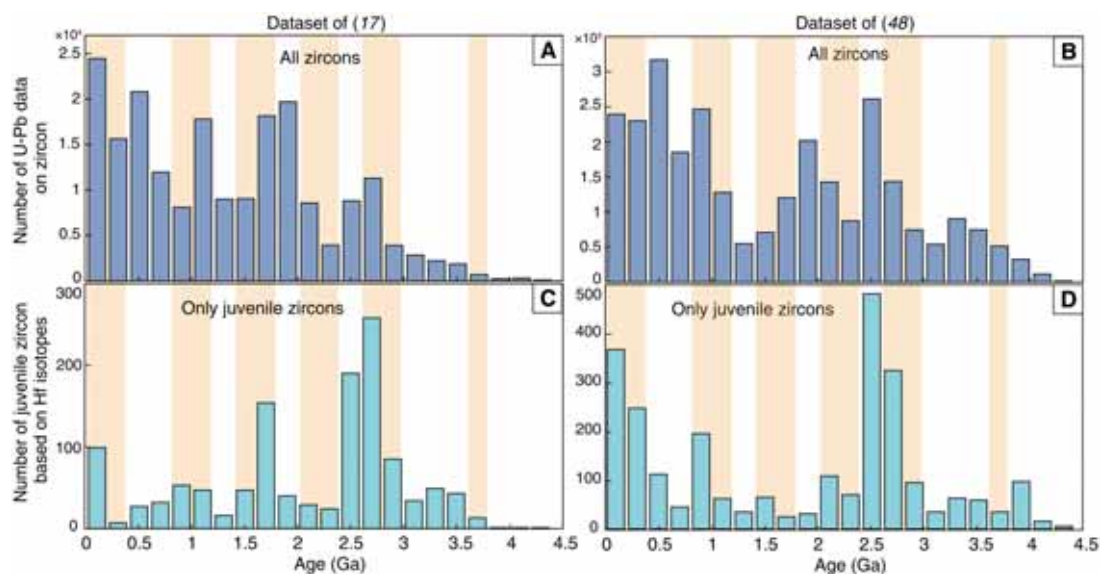 Dataset of (17)
Dataset of (48)
A
All zircons
B
All zircons
2.5
2
1.5
1
0.5
0
3
2.5
2
1.5
1
0.5
0
Number of U-Pb data
on zircon
C
Only juvenile zircons
D
Only juvenile zircons
300
200
100
0
500
400
300
200
100
0
Number of juvenile zircon
based on Hf isotopes
0 0.5 1 1.5 2 2.5 3 3.5 4 4.5
0 0.5 1 1.5 2 2.5 3 3.5 4 4.5
Age (Ga)
Age (Ga)